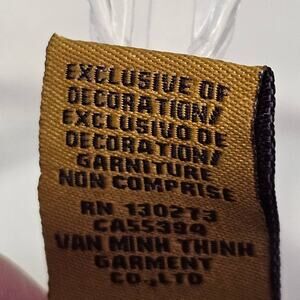 EXCLUSIVE OF
DECORATION/
EXCLUSIVO DE
DECORATION/
GARNITURE
NON COMPRISE
RN 130273
CA55394
VAN MINH THINH
GARMENT
CO.,LTD